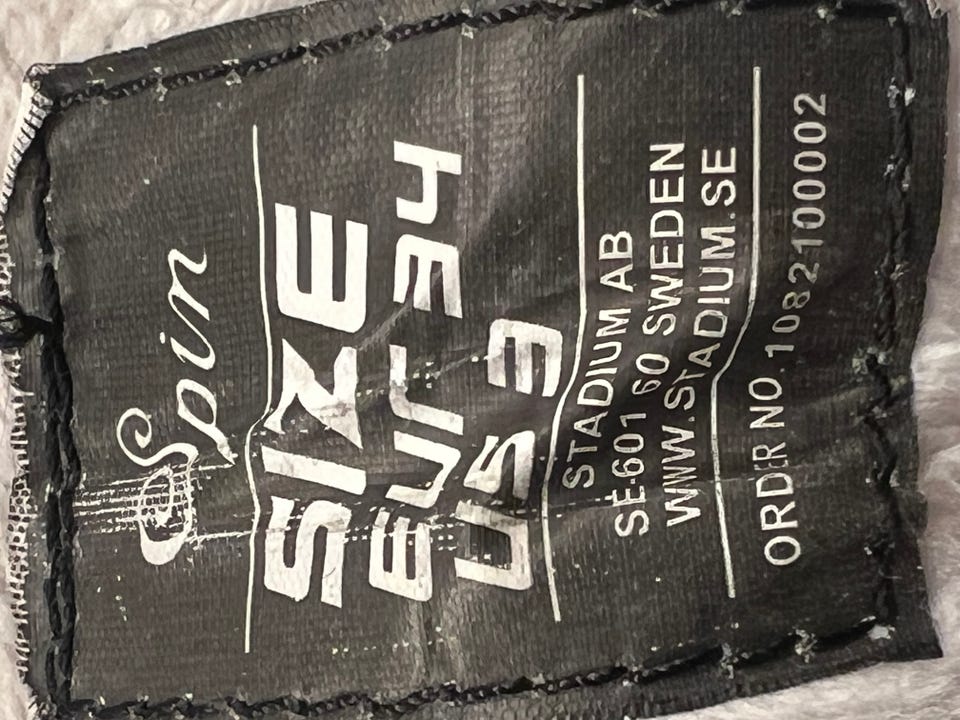 Spin
SIZE
EUR 34
US 3
STADIUM AB
SE-601 60 SWEDEN
WWW.STADIUM.SE
ORDER NO.1082100002